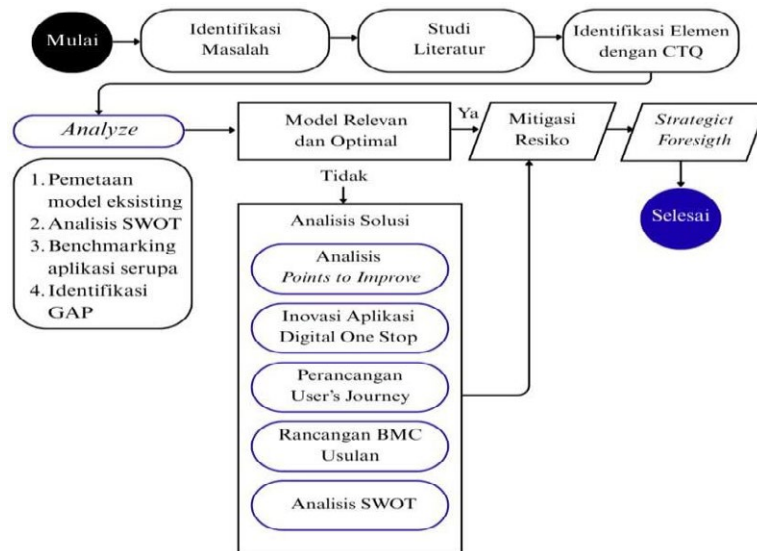 Mulai
Identifikasi
Masalah
Studi
Literatur
Identifikasi Elemen
dengan CTQ
Analyze
Model Relevan
dan Optimal
Ya
Mitigasi
Resiko
Strategict
Foresigth
Tidak
Selesai
1. Pemetaan
model eksisting
2. Analisis SWOT
3. Benchmarking
aplikasi serupa
4. Identifikasi
GAP
Analisis Solusi
Analisis
Points to Improve
Inovasi Aplikasi
Digital One Stop
Perancangan
User's Journey
Rancangan BMC
Usulan
Analisis SWOT